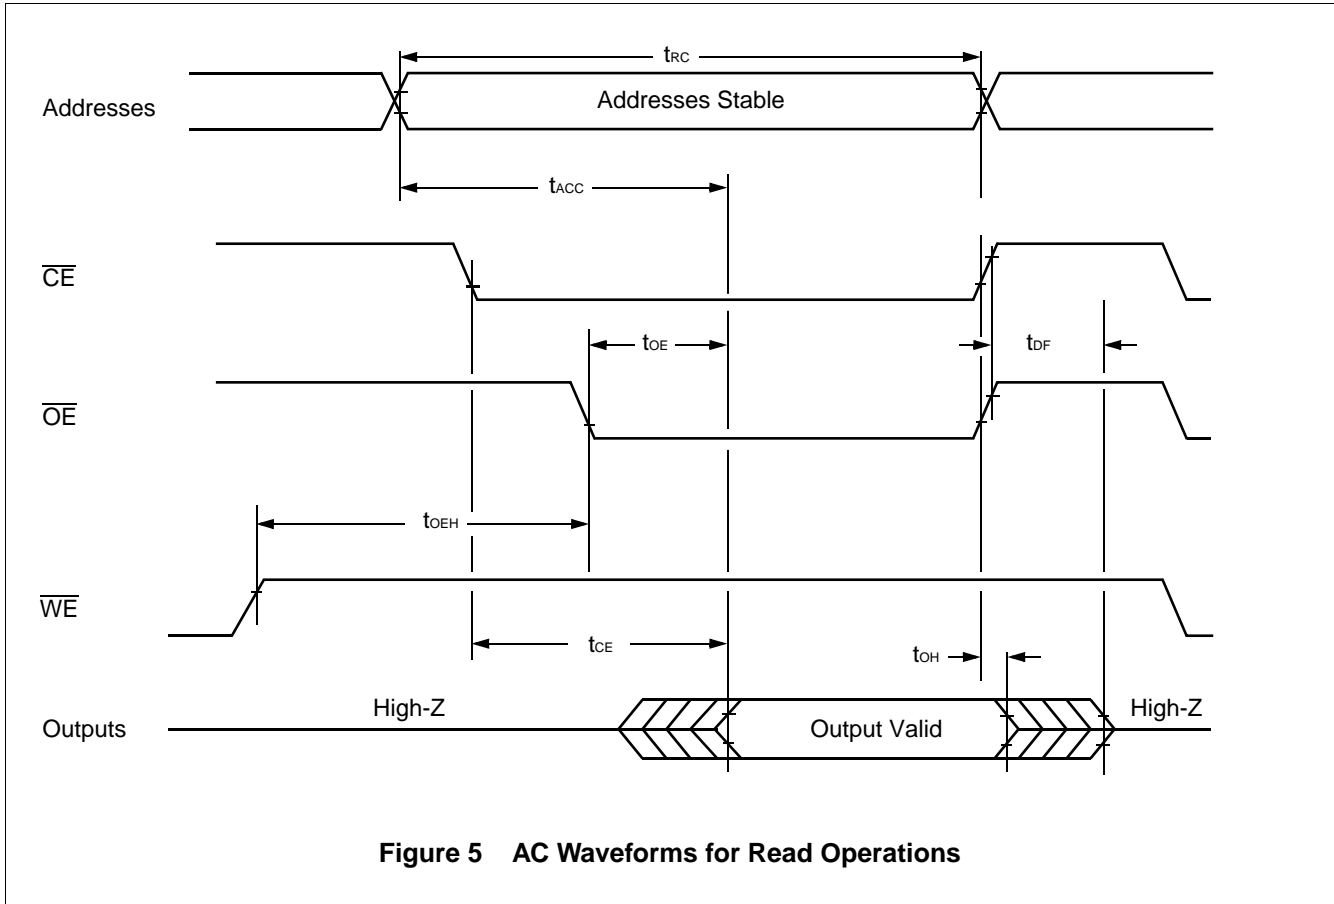 tRC
Addresses
Addresses Stable
tACC
CE
tOE
tDF
OE
tOEH
WE
tCE
tOH
High-Z
High-Z
Outputs
Output Valid
Figure 5 AC Waveforms for Read Operations